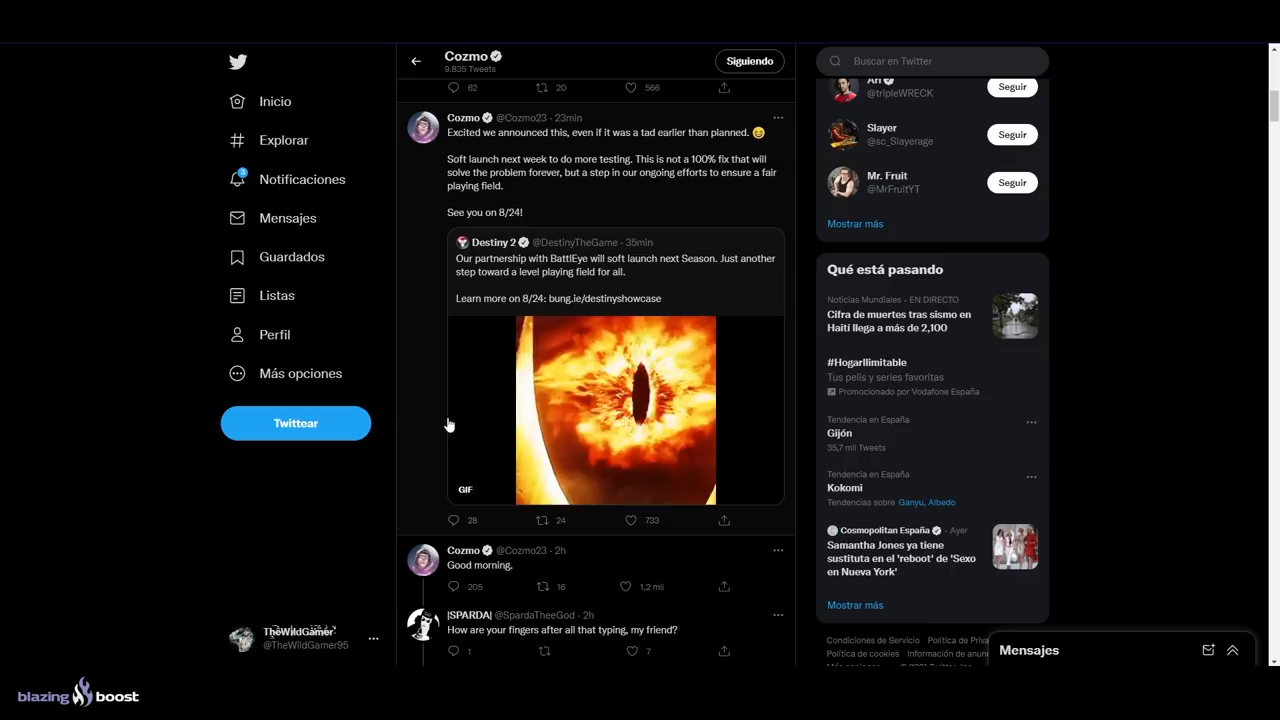 Inicio
Explorar
3
Notificaciones
Mensajes
Guardados
Listas
Perfil
Más opciones
Twittear
TheWildGamer
@TheWildGamer95
Cozmo
9.835 Tweets
Siguiendo
62
20
566
Cozmo @Cozmo23 · 23min
Excited we announced this, even if it was a tad earlier than planned. 😄
Soft launch next week to do more testing. This is not a 100% fix that will
solve the problem forever, but a step in our ongoing efforts to ensure a fair
playing field.
See you on 8/24!
Destiny 2 @DestinyTheGame · 35min
Our partnership with BattlEye will soft launch next Season. Just another
step toward a level playing field for all.
Learn more on 8/24: bung.ie/destinyshowcase
GIF
28
24
733
Cozmo @Cozmo23 · 2h
Good morning.
205
16
1,2 mil
|SPARDA| @SpardaTheeGod · 2h
How are your fingers after all that typing, my friend?
1
7
Buscar en Twitter
@tripleWRECK
Seguir
Slayer
@sc_Slayerage
Seguir
Mr. Fruit
@MrFruitYT
Seguir
Mostrar más
Qué está pasando
Noticias Mundiales · EN DIRECTO
Cifra de muertes tras sismo en
Haití llega a más de 2,100
#HogarIlimitable
Tus pelis y series favoritas
Promocionado por Vodafone España
Tendencia en España
Gijón
35,7 mil Tweets
Tendencia en España
Kokomi
Tendencias sobre Ganyu, Albedo
Cosmopolitan España · Ayer
Samantha Jones ya tiene
sustituta en el 'reboot' de 'Sexo
en Nueva York'
Mostrar más
Condiciones de Servicio Política de Priva
Política de cookies Información de anun
Mensajes
blazing boost